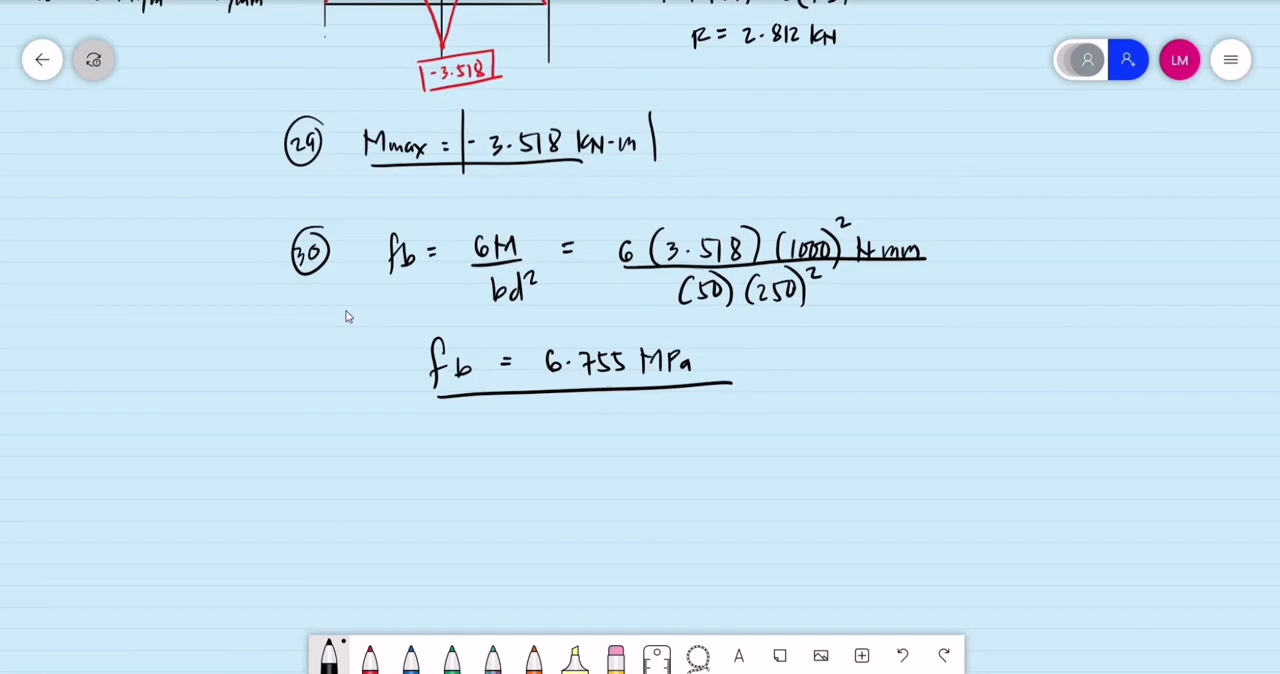 R = 2.812 KN
-3.518
29 Mmax = |- 3.518 KN-m|
30 fb = 6M / bd² = 6 (3.518) (1000)² N-mm / (50) (250)²
fb = 6.755 MPa
LM
A